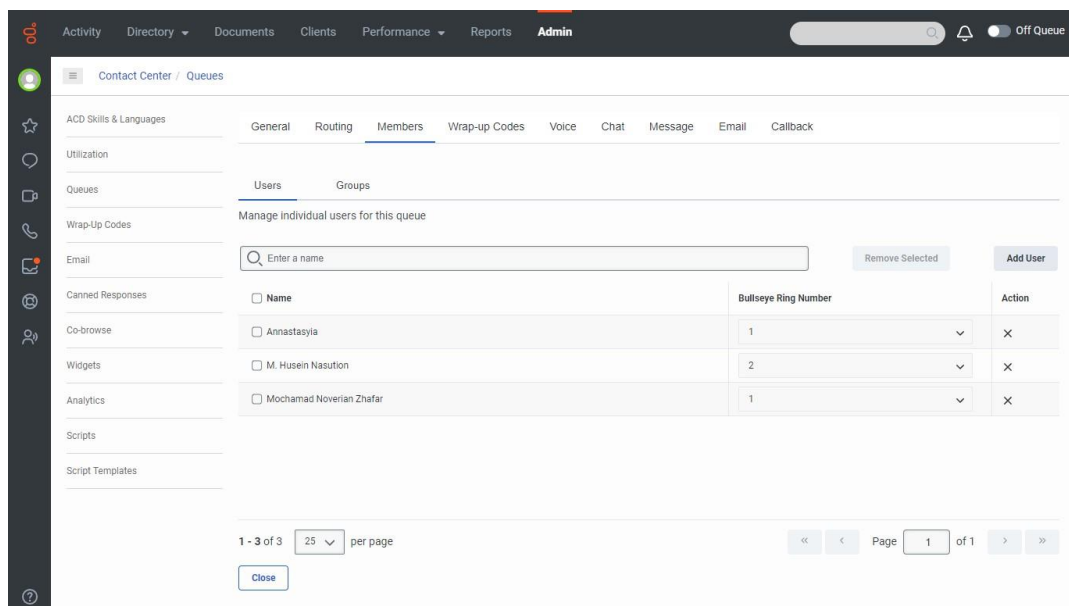 Activity Directory Documents Clients Performance Reports Admin Off Queue
Contact Center / Queues
ACD Skills & Languages
Utilization
Queues
Wrap-Up Codes
Email
Canned Responses
Co-browse
Widgets
Analytics
Scripts
Script Templates
General Routing Members Wrap-up Codes Voice Chat Message Email Callback
Users Groups
Manage individual users for this queue
Enter a name Remove Selected Add User
Name Bullseye Ring Number Action
Annastasyia 1
M. Husein Nasution 2
Mochamad Noverian Zhafar 1
1 - 3 of 3 25 per page Page 1 of 1
Close